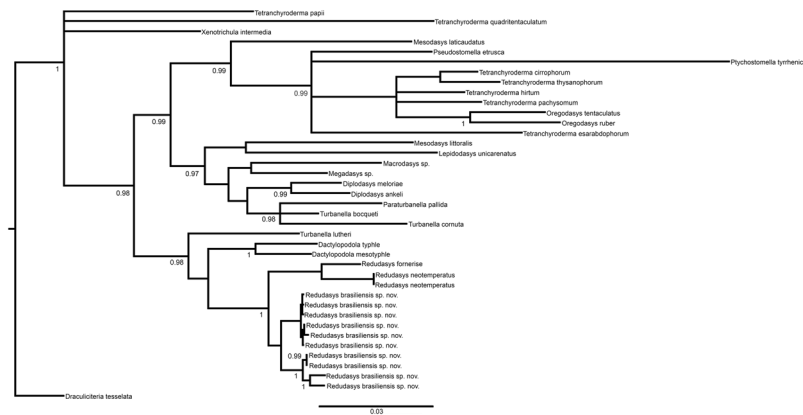 Tetranchyroderma papii
Tetranchyroderma quadritentaculatum
Xenotrichula intermedia
1
Mesodasys laticaudatus
Pseudostomella etrusca
0.99
Ptychostomella tyrrhenic
Tetranchyroderma cirrophorum
Tetranchyroderma thysanophorum
0.99
Tetranchyroderma hirtum
Tetranchyroderma pachysomum
Oregodasys tentaculatus
1
Oregodasys ruber
0.99
Tetranchyroderma esarabdophorum
Mesodasys littoralis
Lepidodasys unicarenatus
0.98
0.97
Macrodasys sp.
Megadasys sp.
Diplodasys meloriae
0.99
Diplodasys ankeli
Paraturbanella pallida
Turbanella bocqueti
0.98
Turbanella cornuta
Turbanella lutheri
Dactylopodola typhle
1
Dactylopodola mesotyphle
0.98
Redudasys fornerise
Redudasys neotemperatus
Redudasys neotemperatus
Redudasys brasiliensis sp. nov.
Redudasys brasiliensis sp. nov.
1
Redudasys brasiliensis sp. nov.
Redudasys brasiliensis sp. nov.
Redudasys brasiliensis sp. nov.
Redudasys brasiliensis sp. nov.
0.99
Redudasys brasiliensis sp. nov.
Redudasys brasiliensis sp. nov.
1
Redudasys brasiliensis sp. nov.
1
Redudasys brasiliensis sp. nov.
Draculiciteria tesselata
0.03